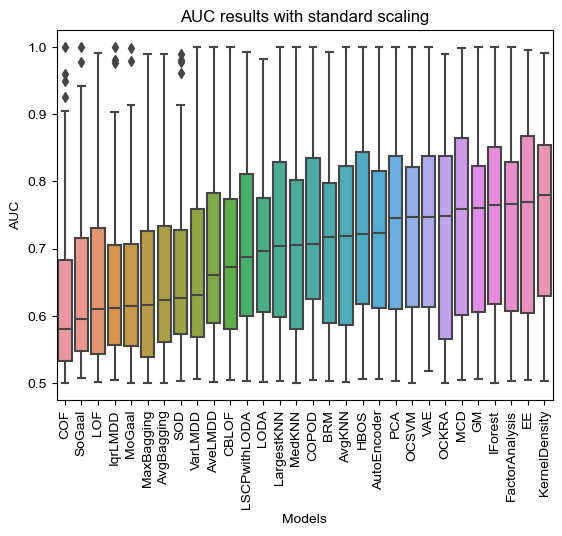 AUC results with standard scaling
1.0
0.9
0.8
0.7
0.6
0.5
AUC
COF
SoGaal
LOF
IqrLMDD
MoGaal
MaxBagging
AvgBagging
SOD
VarLMDD
AveLMDD
CBLOF
LSCPwithLODA
LODA
LargestKNN
MedKNN
COPOD
BRM
AvgKNN
HBOS
AutoEncoder
PCA
OCSVM
VAE
OCKRA
MCD
GM
IForest
FactorAnalysis
EE
KernelDensity
Models